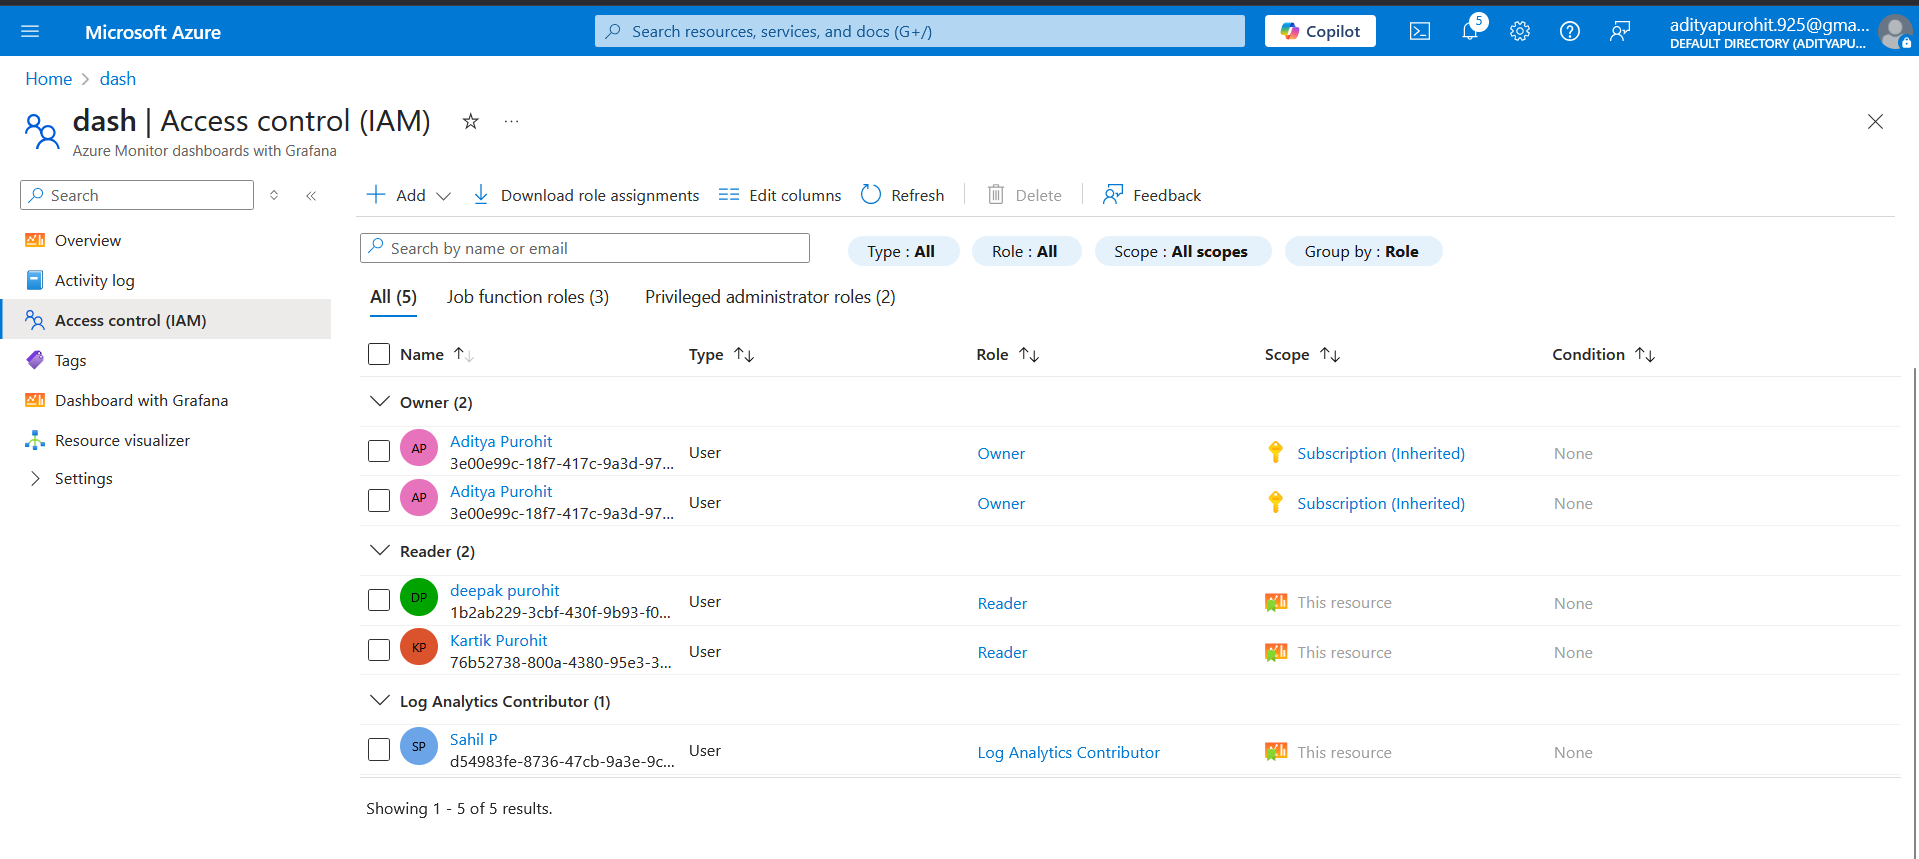 Microsoft Azure
Search resources, services, and docs (G+/)
Copilot
5
adityapurohit.925@gma...
DEFAULT DIRECTORY (ADITYAPU...
Home > dash
dash | Access control (IAM)
Azure Monitor dashboards with Grafana
Search
Overview
Activity log
Access control (IAM)
Tags
Dashboard with Grafana
Resource visualizer
Settings
Add
Download role assignments
Edit columns
Refresh
Delete
Feedback
Search by name or email
Type : All
Role : All
Scope : All scopes
Group by : Role
All (5)
Job function roles (3)
Privileged administrator roles (2)
Name
Type
Role
Scope
Condition
Owner (2)
AP
Aditya Purohit
3e00e99c-18f7-417c-9a3d-97...
User
Owner
Subscription (Inherited)
None
AP
Aditya Purohit
3e00e99c-18f7-417c-9a3d-97...
User
Owner
Subscription (Inherited)
None
Reader (2)
DP
deepak purohit
1b2ab229-3cbf-430f-9b93-f0...
User
Reader
This resource
None
KP
Kartik Purohit
76b52738-800a-4380-95e3-3...
User
Reader
This resource
None
Log Analytics Contributor (1)
SP
Sahil P
d54983fe-8736-47cb-9a3e-9c...
User
Log Analytics Contributor
This resource
None
Showing 1 - 5 of 5 results.